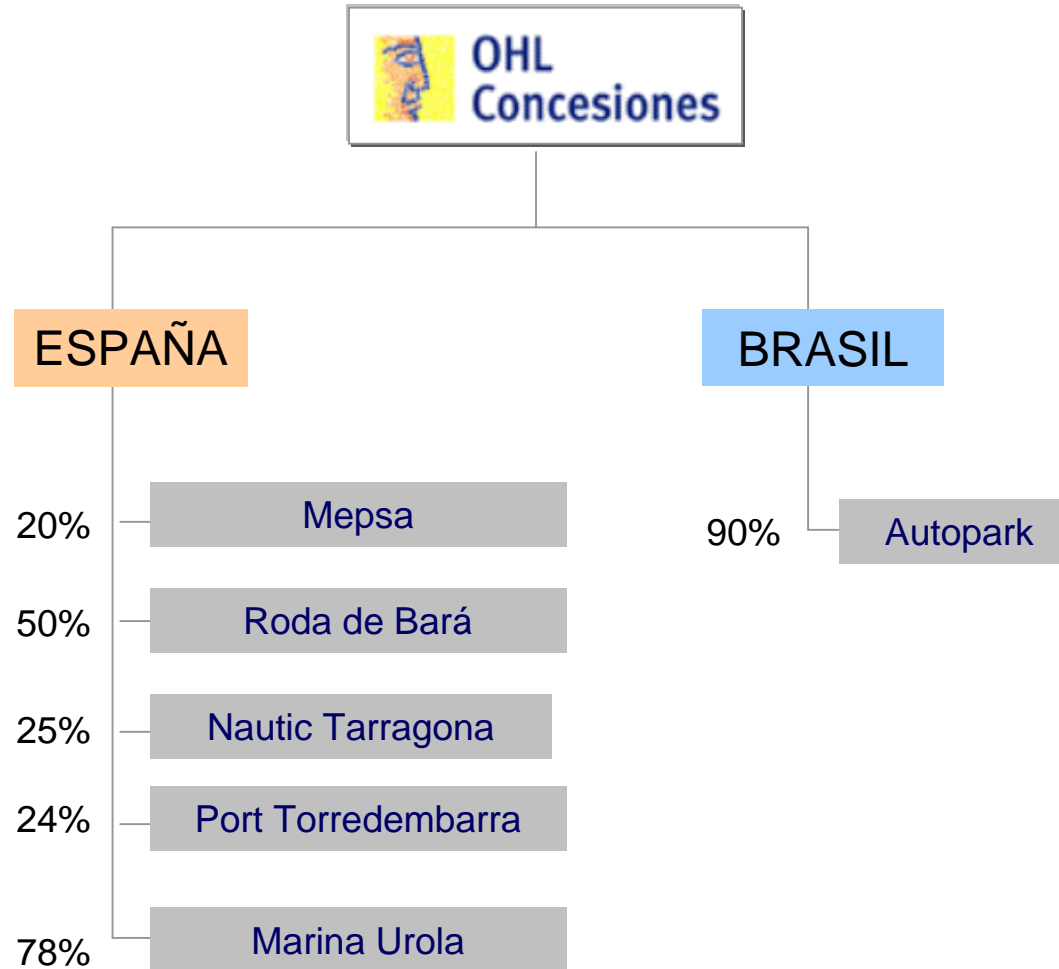 OHL
Concesiones
ESPAÑA
BRASIL
20%
Mepsa
90%
Autopark
50%
Roda de Bará
25%
Nautic Tarragona
24%
Port Torredembarra
78%
Marina Urola